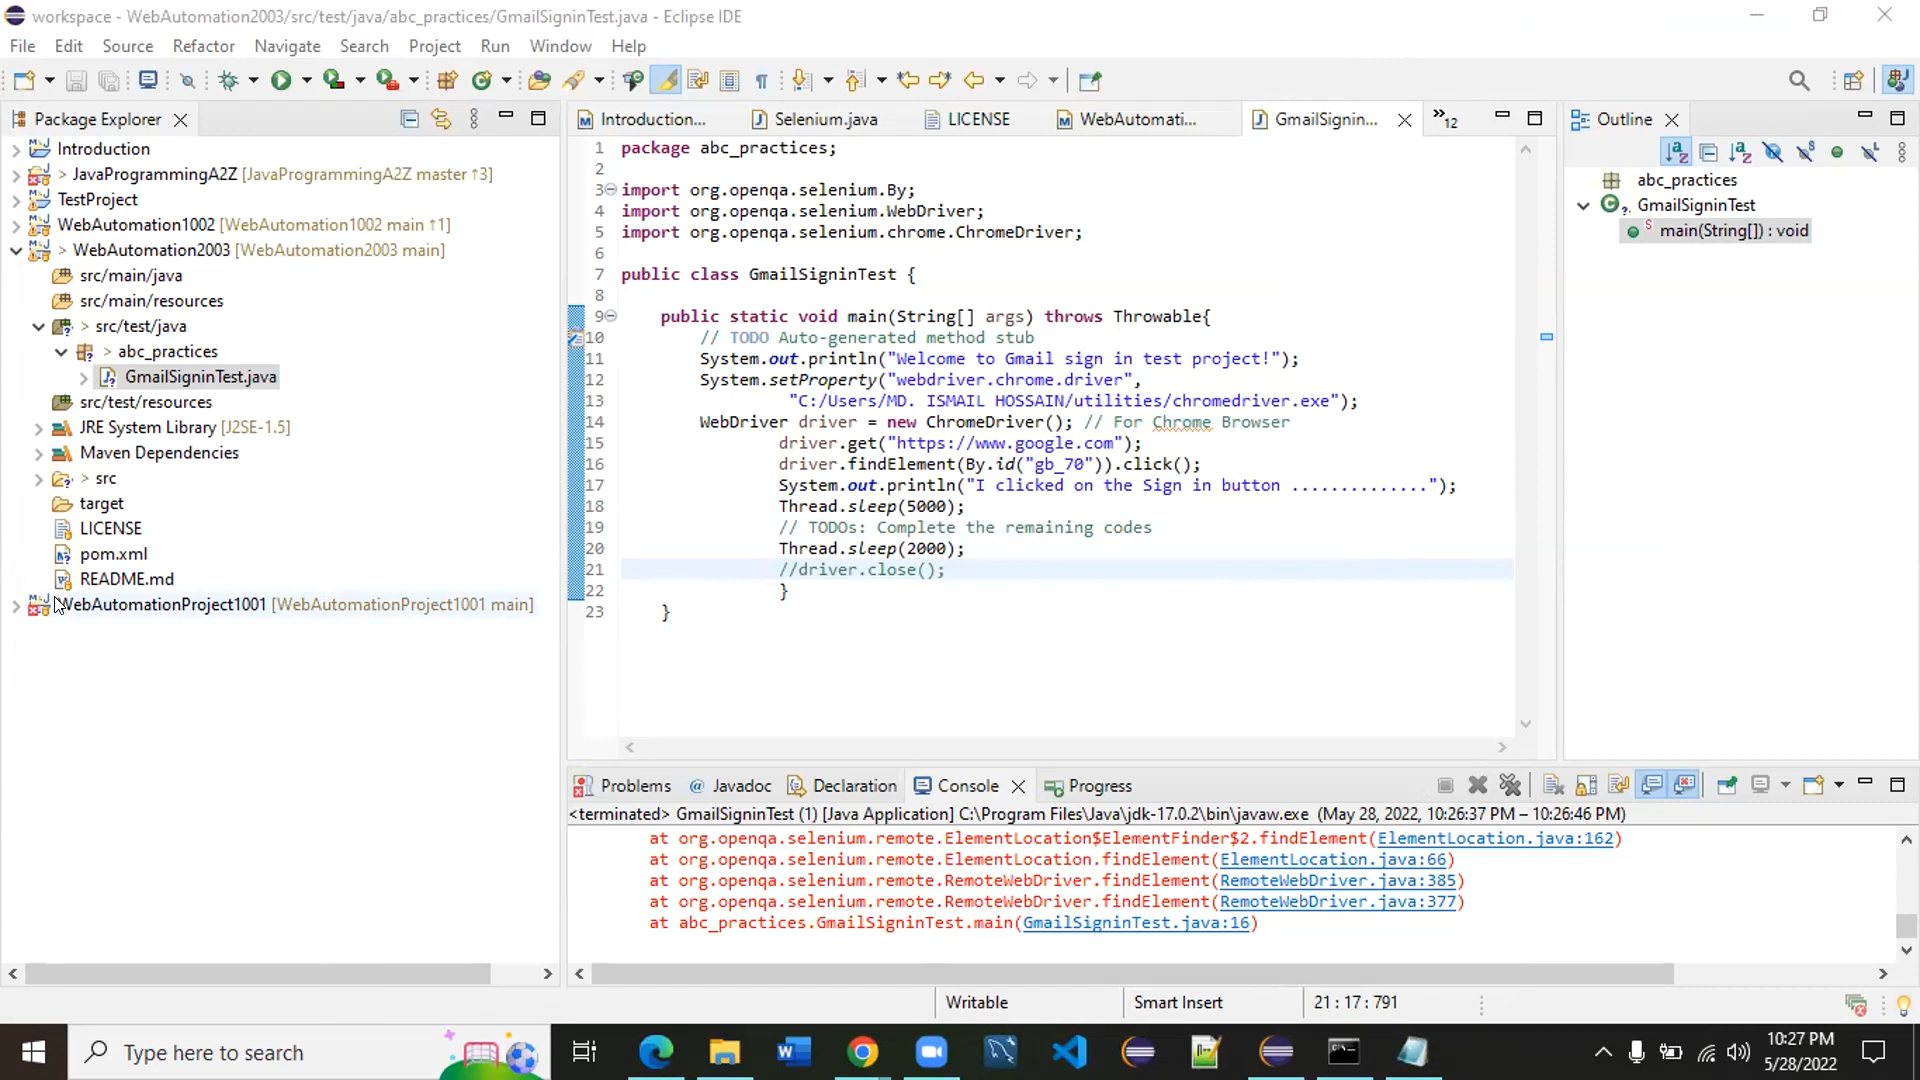 workspace - WebAutomation2003/src/test/java/abc_practices/GmailSigninTest.java - Eclipse IDE
File Edit Source Refactor Navigate Search Project Run Window Help
Package Explorer
Introduction
> JavaProgrammingA2Z [JavaProgrammingA2Z master ↑3]
TestProject
WebAutomation1002 [WebAutomation1002 main ↑1]
> WebAutomation2003 [WebAutomation2003 main]
src/main/java
src/main/resources
> src/test/java
> abc_practices
GmailSigninTest.java
src/test/resources
JRE System Library [J2SE-1.5]
Maven Dependencies
> src
target
LICENSE
pom.xml
README.md
WebAutomationProject1001 [WebAutomationProject1001 main]
Introduction... Selenium.java LICENSE WebAutomati... GmailSignin... »12
1 package abc_practices;
2
3 import org.openqa.selenium.By;
4 import org.openqa.selenium.WebDriver;
5 import org.openqa.selenium.chrome.ChromeDriver;
6
7 public class GmailSigninTest {
8
9 public static void main(String[] args) throws Throwable{
10 // TODO Auto-generated method stub
11 System.out.println("Welcome to Gmail sign in test project!");
12 System.setProperty("webdriver.chrome.driver",
13 "C:/Users/MD. ISMAIL HOSSAIN/utilities/chromedriver.exe");
14 WebDriver driver = new ChromeDriver(); // For Chrome Browser
15 driver.get("https://www.google.com");
16 driver.findElement(By.id("gb_70")).click();
17 System.out.println("I clicked on the Sign in button ..............");
18 Thread.sleep(5000);
19 // TODOs: Complete the remaining codes
20 Thread.sleep(2000);
21 //driver.close();
22 }
23 }
Outline
abc_practices
GmailSigninTest
main(String[]) : void
Problems @ Javadoc Declaration Console Progress
<terminated> GmailSigninTest (1) [Java Application] C:\Program Files\Java\jdk-17.0.2\bin\javaw.exe (May 28, 2022, 10:26:37 PM – 10:26:46 PM)
at org.openqa.selenium.remote.ElementLocation$ElementFinder$2.findElement(ElementLocation.java:162)
at org.openqa.selenium.remote.ElementLocation.findElement(ElementLocation.java:66)
at org.openqa.selenium.remote.RemoteWebDriver.findElement(RemoteWebDriver.java:385)
at org.openqa.selenium.remote.RemoteWebDriver.findElement(RemoteWebDriver.java:377)
at abc_practices.GmailSigninTest.main(GmailSigninTest.java:16)
Writable Smart Insert 21 : 17 : 791
Type here to search
10:27 PM
5/28/2022